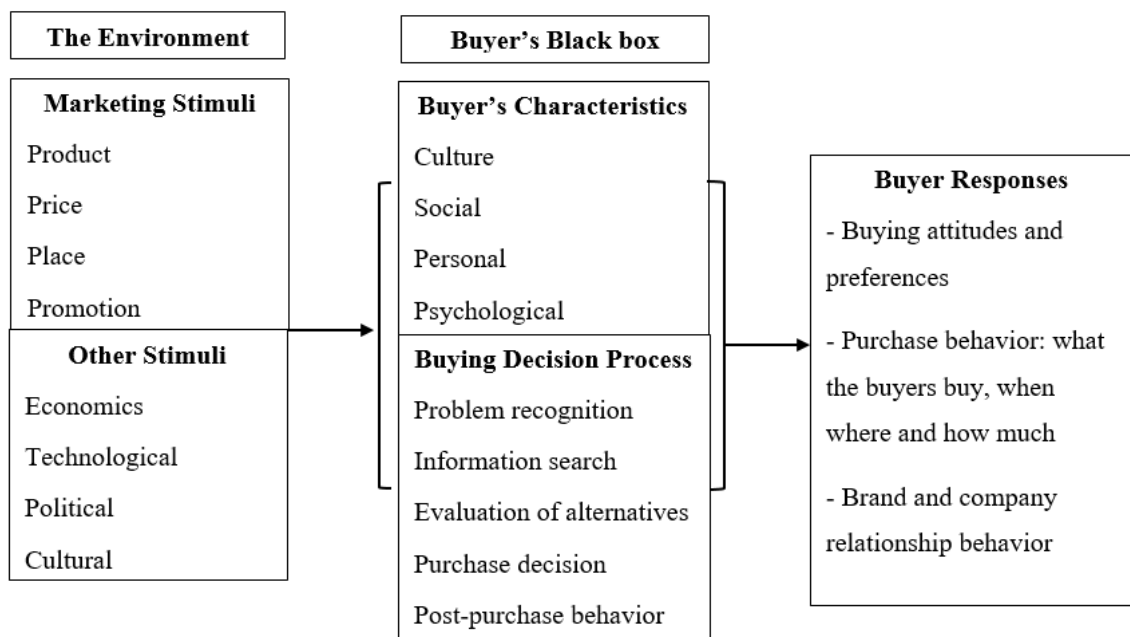 The Environment
Marketing Stimuli
Product
Price
Place
Promotion
Other Stimuli
Economics
Technological
Political
Cultural
Buyer’s Black box
Buyer’s Characteristics
Culture
Social
Personal
Psychological
Buying Decision Process
Problem recognition
Information search
Evaluation of alternatives
Purchase decision
Post-purchase behavior
Buyer Responses
- Buying attitudes and
preferences
- Purchase behavior: what
the buyers buy, when
where and how much
- Brand and company
relationship behavior